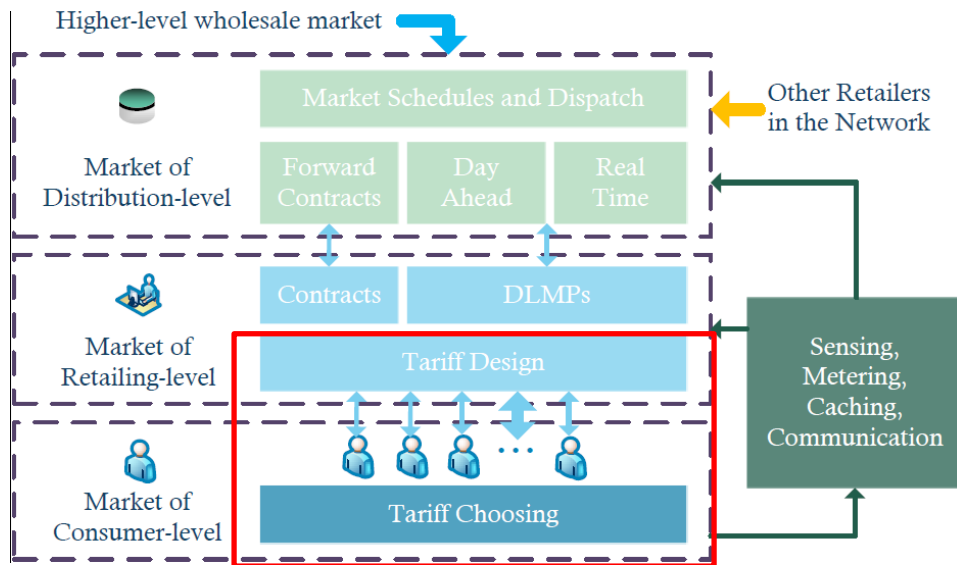 Higher-level wholesale market
Market Schedules and Dispatch
Other Retailers
in the Network
Market of
Distribution-level
Forward
Contracts
Day
Ahead
Real
Time
Contracts
DLMPs
Market of
Retailing-level
Tariff Design
Sensing,
Metering,
Caching,
Communication
...
Market of
Consumer-level
Tariff Choosing